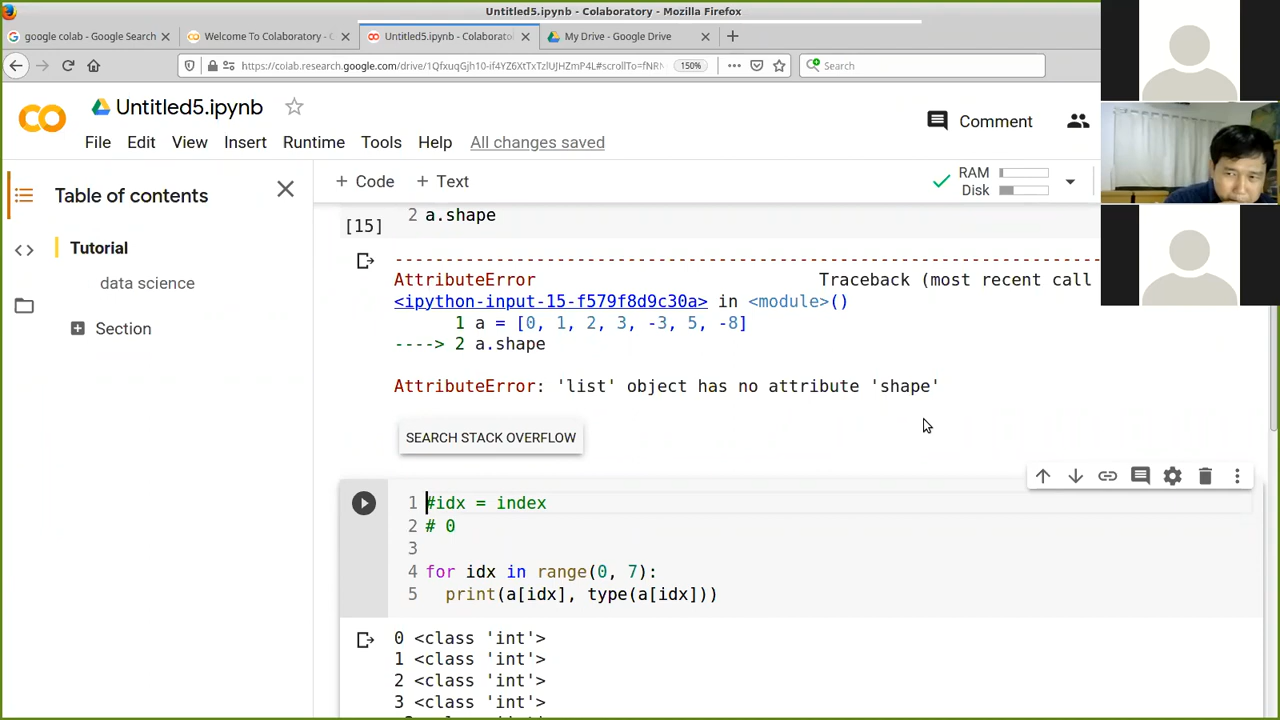 Untitled5.ipynb - Colaboratory - Mozilla Firefox
google colab - Google Search
Welcome To Colaboratory - C
Untitled5.ipynb - Colaborato
My Drive - Google Drive
https://colab.research.google.com/drive/1QfxuqGjh10-if4YZ6XtTxTzlUJHZmP4L#scrollTo=fNRN
150%
Search
CO
Untitled5.ipynb
File Edit View Insert Runtime Tools Help All changes saved
Comment
Table of contents
+ Code + Text
RAM
Disk
Tutorial
data science
Section
2 a.shape
[15]
AttributeError Traceback (most recent call
<ipython-input-15-f579f8d9c30a> in <module>()
1 a = [0, 1, 2, 3, -3, 5, -8]
----> 2 a.shape
AttributeError: 'list' object has no attribute 'shape'
SEARCH STACK OVERFLOW
1 #idx = index
2 # 0
3
4 for idx in range(0, 7):
5 print(a[idx], type(a[idx]))
0 <class 'int'>
1 <class 'int'>
2 <class 'int'>
3 <class 'int'>